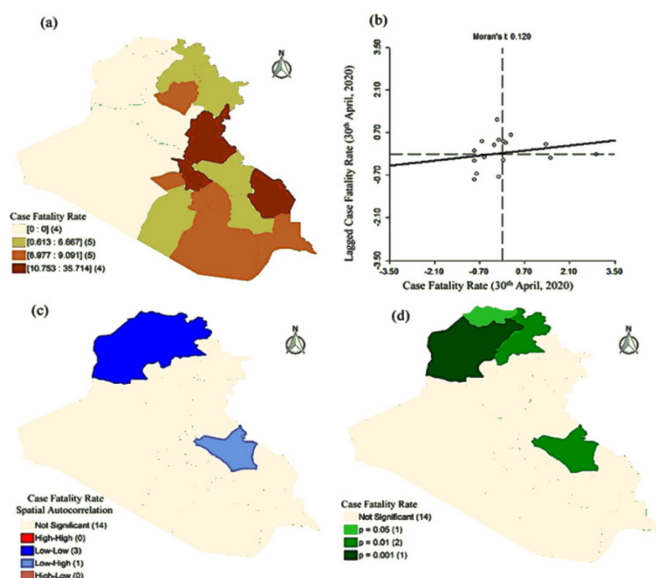 (a)
N
Case Fatality Rate
[0 : 0] (4)
[0.613 : 6.667] (5)
[6.977 : 9.091] (5)
[10.753 : 35.714] (4)
(b)
Moran's I: 0.120
Lagged Case Fatality Rate (30th April, 2020)
3.50
2.10
0.70
-0.70
-2.10
-3.50
-3.50 -2.10 -0.70 0.70 2.10 3.50
Case Fatality Rate (30th April, 2020)
(c)
N
Case Fatality Rate
Spatial Autocorrelation
Not Significant (14)
High-High (0)
Low-Low (3)
Low-High (1)
High-Low (0)
(d)
N
Case Fatality Rate
Not Significant (14)
p = 0.05 (1)
p = 0.01 (2)
p = 0.001 (1)